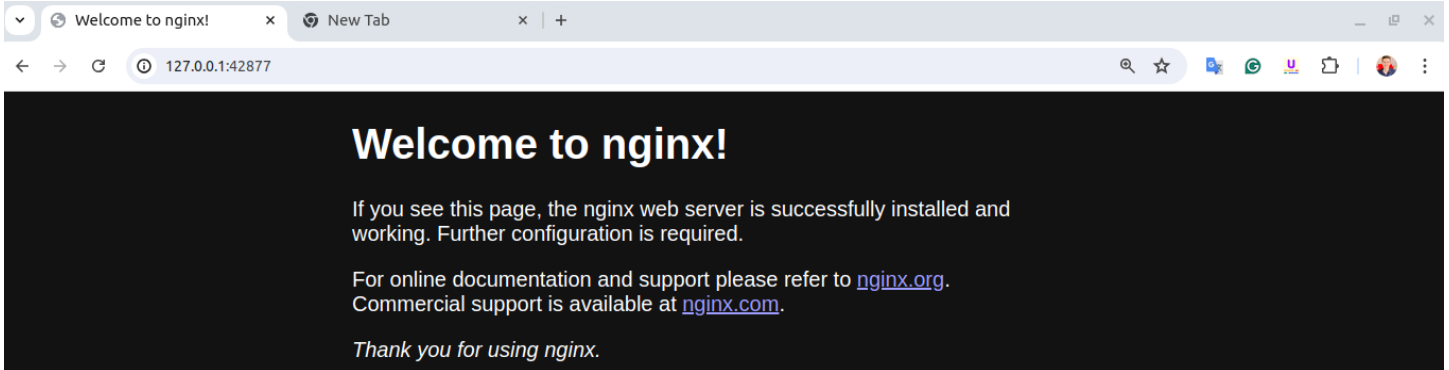 Welcome to nginx!
New Tab
127.0.0.1:42877
Welcome to nginx!
If you see this page, the nginx web server is successfully installed and
working. Further configuration is required.
For online documentation and support please refer to nginx.org.
Commercial support is available at nginx.com.
Thank you for using nginx.